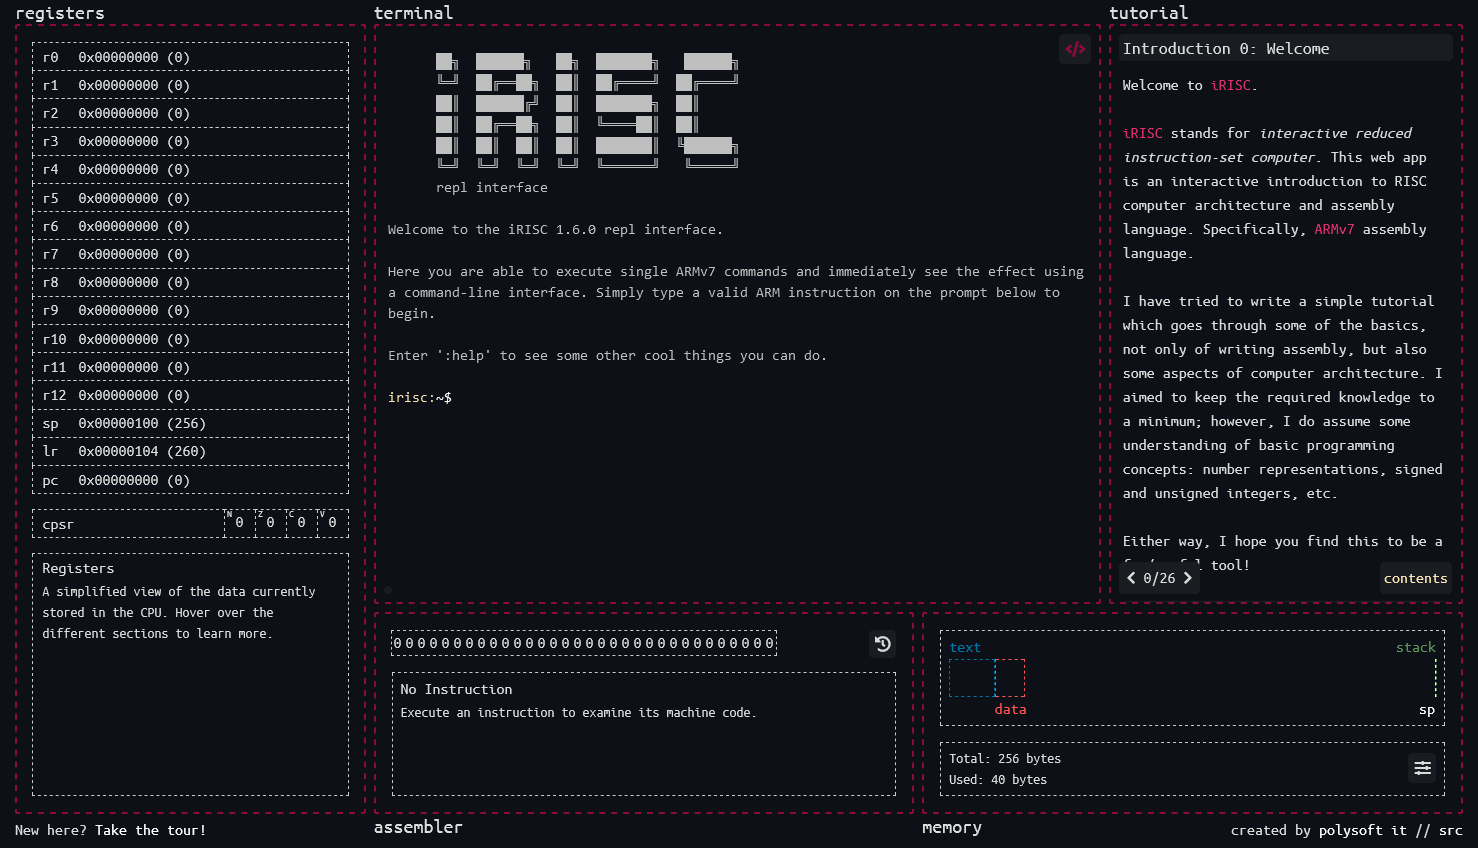 registers
r0 0x00000000 (0)
r1 0x00000000 (0)
r2 0x00000000 (0)
r3 0x00000000 (0)
r4 0x00000000 (0)
r5 0x00000000 (0)
r6 0x00000000 (0)
r7 0x00000000 (0)
r8 0x00000000 (0)
r9 0x00000000 (0)
r10 0x00000000 (0)
r11 0x00000000 (0)
r12 0x00000000 (0)
sp 0x00000100 (256)
lr 0x00000104 (260)
pc 0x00000000 (0)
cpsr N 0 Z 0 C 0 V 0
Registers
A simplified view of the data currently
stored in the CPU. Hover over the
different sections to learn more.
New here? Take the tour!
terminal
</>
iRISC
repl interface
Welcome to the iRISC 1.6.0 repl interface.
Here you are able to execute single ARMv7 commands and immediately see the effect using
a command-line interface. Simply type a valid ARM instruction on the prompt below to
begin.
Enter ':help' to see some other cool things you can do.
irisc:~$
tutorial
Introduction 0: Welcome
Welcome to iRISC.
iRISC stands for interactive reduced
instruction-set computer. This web app
is an interactive introduction to RISC
computer architecture and assembly
language. Specifically, ARMv7 assembly
language.
I have tried to write a simple tutorial
which goes through some of the basics,
not only of writing assembly, but also
some aspects of computer architecture. I
aimed to keep the required knowledge to
a minimum; however, I do assume some
understanding of basic programming
concepts: number representations, signed
and unsigned integers, etc.
Either way, I hope you find this to be a
tool!
0/26
contents
00000000000000000000000000000000
No Instruction
Execute an instruction to examine its machine code.
assembler
text
stack
data
sp
Total: 256 bytes
Used: 40 bytes
memory
created by polysoft it // src